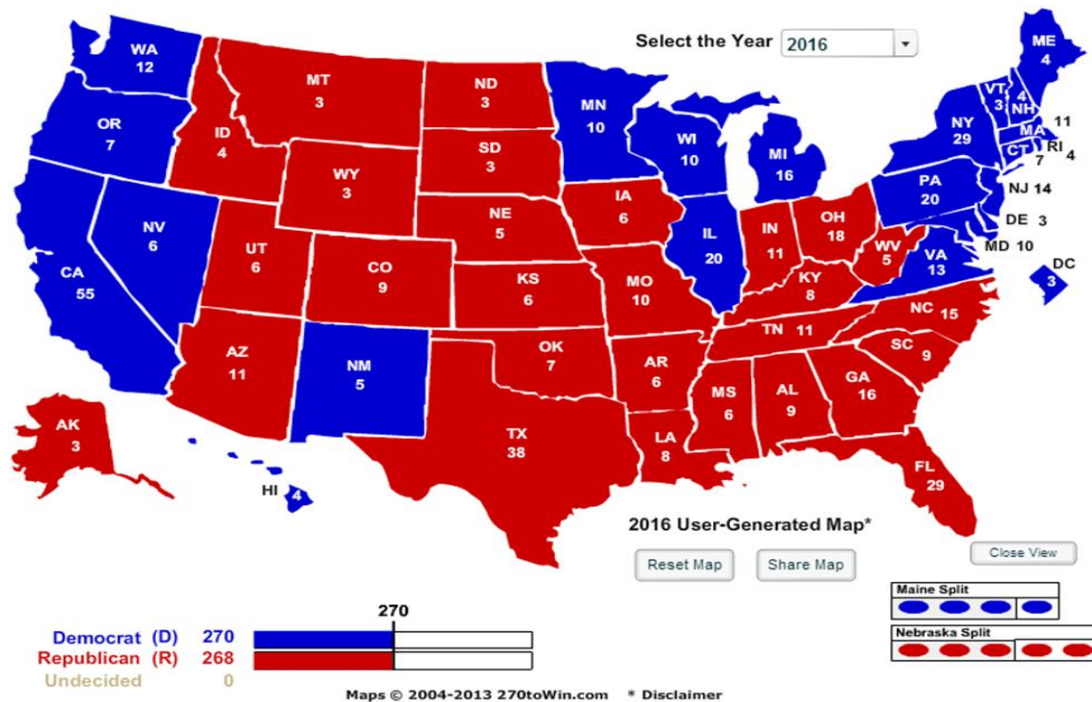 Select the Year 2016
WA
12
OR
7
CA
55
NV
6
ID
4
MT
3
WY
3
UT
6
AZ
11
CO
9
NM
5
ND
3
SD
3
NE
5
KS
6
OK
7
TX
38
MN
10
IA
6
MO
10
AR
6
LA
8
WI
10
IL
20
MI
16
IN
11
OH
18
KY
8
TN 11
MS
6
AL
9
GA
16
FL
29
SC 9
NC 15
VA
13
WV
5
PA
20
NY
29
VT
3
4
NH
ME
4
11
MA
RI 4
CT 7
NJ 14
DE 3
MD 10
DC
3
AK
3
HI 4
2016 User-Generated Map*
Reset Map
Share Map
Close View
Maine Split
Nebraska Split
270
Democrat (D) 270
Republican (R) 268
Undecided 0
Maps © 2004-2013 270toWin.com * Disclaimer